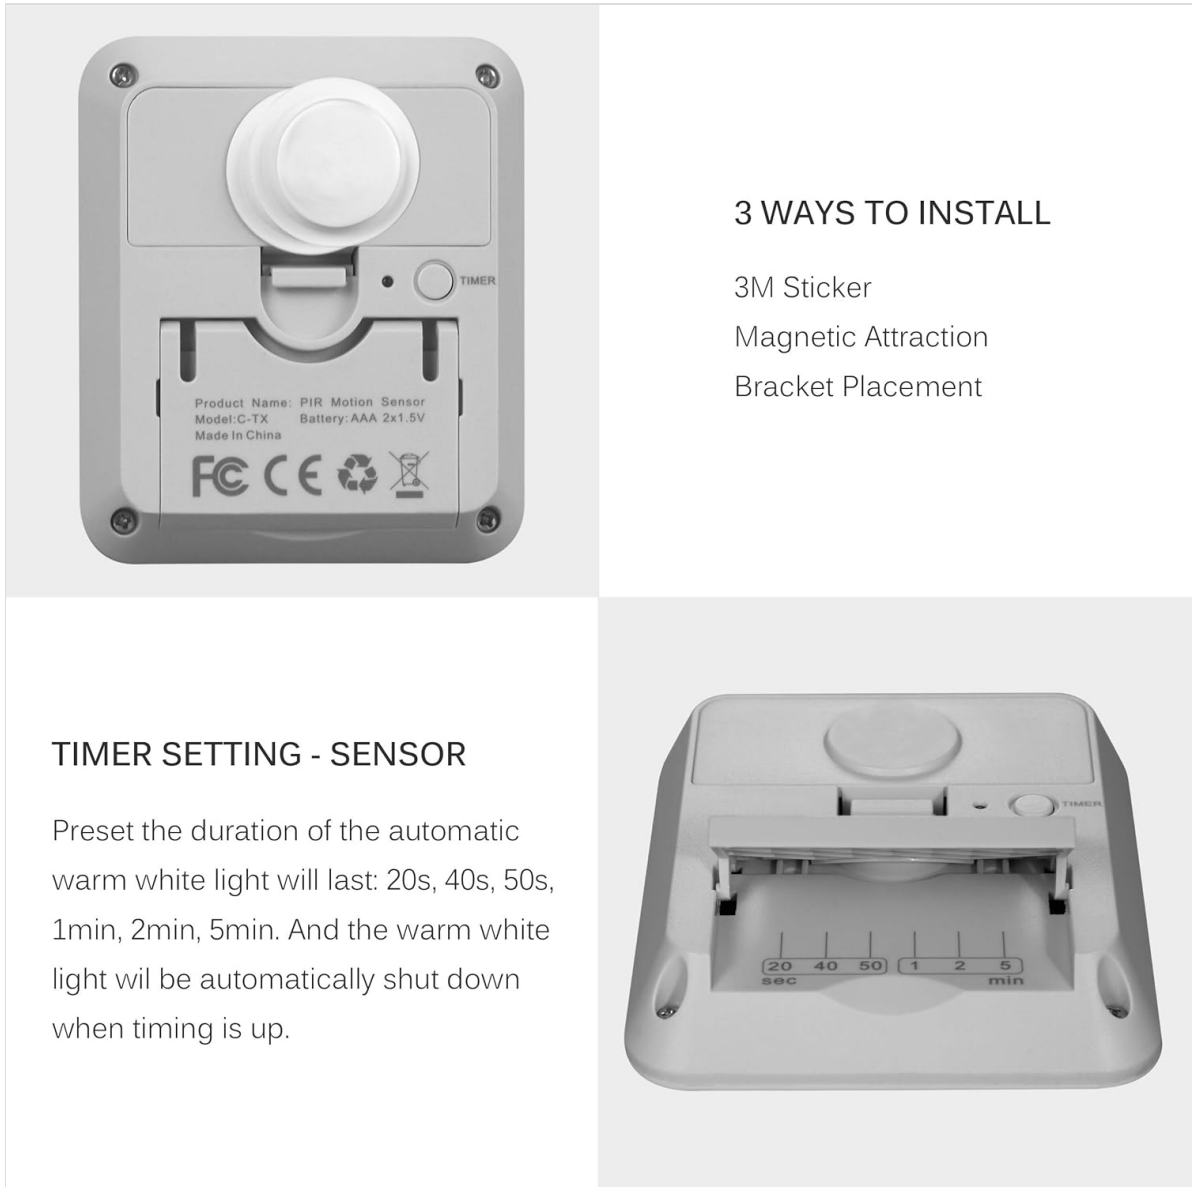 TIMER
Product Name: PIR Motion Sensor
Model:C-TX Battery:AAA 2x1.5V
Made In China
FC CE
3 WAYS TO INSTALL
3M Sticker
Magnetic Attraction
Bracket Placement
TIMER SETTING - SENSOR
Preset the duration of the automatic
warm white light will last: 20s, 40s, 50s,
1min, 2min, 5min. And the warm white
light wil be automatically shut down
when timing is up.
TIMER
20 40 50 1 2 5
sec min